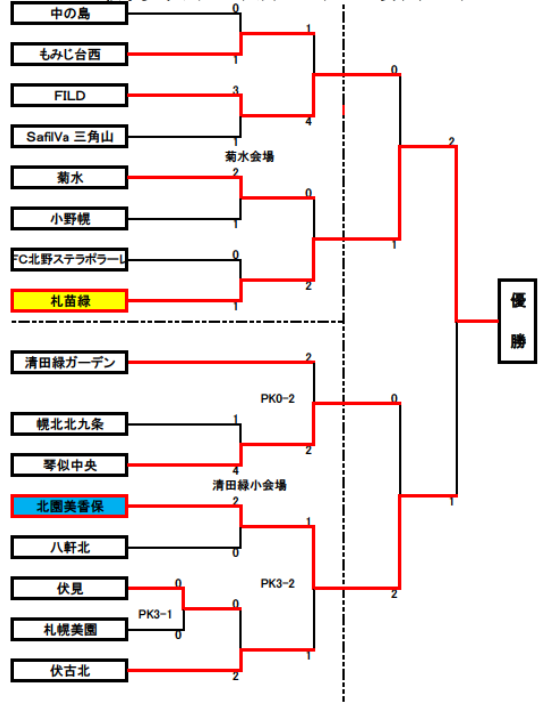 中の島
0
1
もみじ台西
1
0
FILD
3
4
SafilVa 三角山
1
菊水会場
2
菊水
2
0
小野幌
1
FC北野ステラポラーレ
0
1
2
札苗緑
1
優
勝
清田緑ガーデン
2
PK0-2
0
幌北北九条
1
2
琴似中央
4
清田緑小会場
北園美香保
2
1
1
八軒北
0
伏見
0
0
PK3-2
2
PK3-1
札幌美園
0
1
伏古北
2